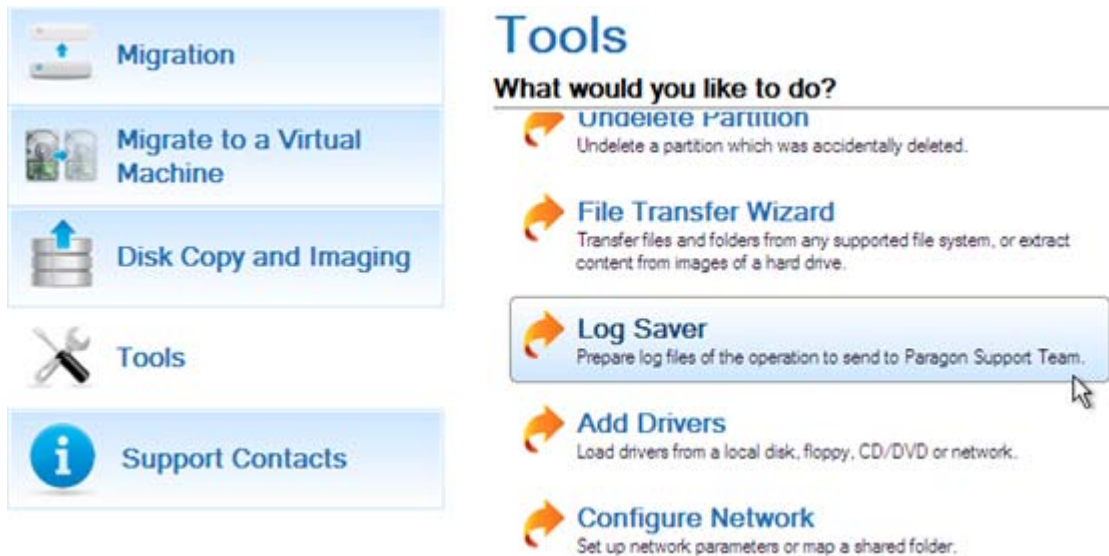 Migration
Migrate to a Virtual
Machine
Disk Copy and Imaging
Tools
Support Contacts
Tools
What would you like to do?
Undelete Partition
Undelete a partition which was accidentally deleted.
File Transfer Wizard
Transfer files and folders from any supported file system, or extract
content from images of a hard drive.
Log Saver
Prepare log files of the operation to send to Paragon Support Team.
Add Drivers
Load drivers from a local disk, floppy, CD/DVD or network.
Configure Network
Set up network parameters or map a shared folder.